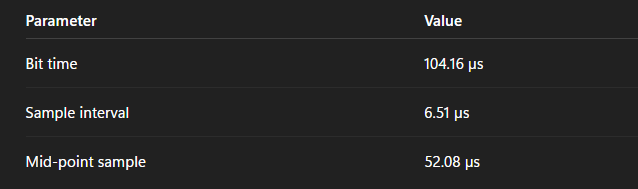 Parameter Value
Bit time 104.16 µs
Sample interval 6.51 µs
Mid-point sample 52.08 µs